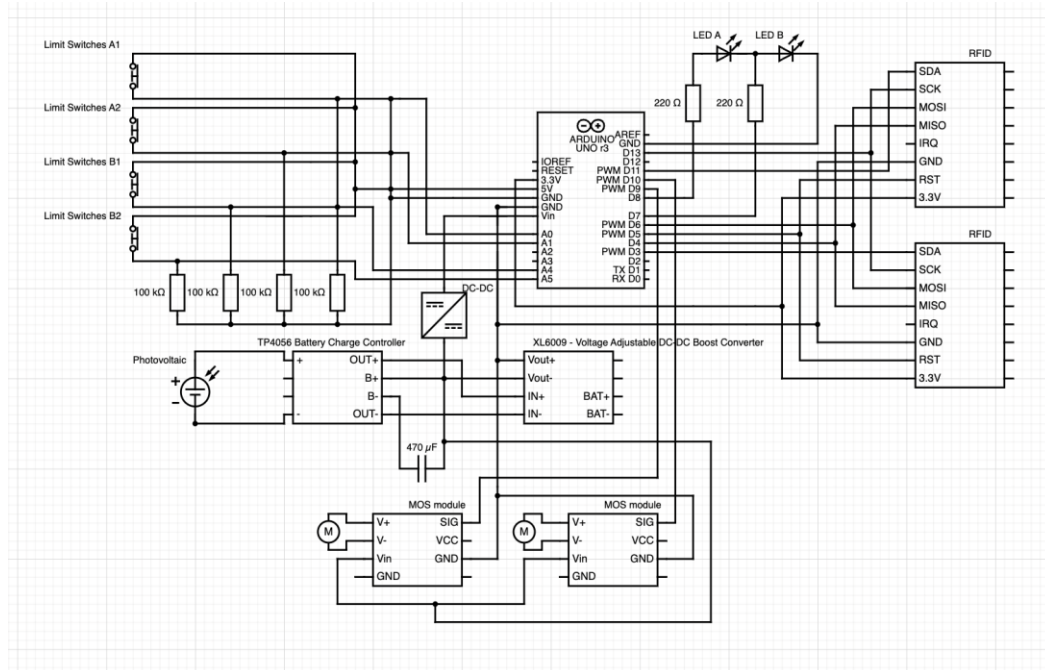 Limit Switches A1
Limit Switches A2
Limit Switches B1
Limit Switches B2
100 kΩ
100 kΩ
100 kΩ
100 kΩ
LED A
LED B
220 Ω
220 Ω
ARDUINO
UNO r3
IOREF
RESET
3.3V
5V
GND
GND
Vin
A0
A1
A2
A3
A4
A5
AREF
GND
D13
D12
PWM D11
PWM D10
PWM D9
D8
D7
PWM D6
PWM D5
D4
PWM D3
D2
TX D1
RX D0
RFID
SDA
SCK
MOSI
MISO
IRQ
GND
RST
3.3V
RFID
SDA
SCK
MOSI
MISO
IRQ
GND
RST
3.3V
DC-DC
Photovoltaic
+
−
TP4056 Battery Charge Controller
+
-
OUT+
B+
B-
OUT-
XL6009 - Voltage Adjustable DC-DC Boost Converter
Vout+
Vout-
IN+
IN-
BAT+
BAT-
470 µF
MOS module
M
V+
V-
Vin
GND
SIG
VCC
GND
MOS module
M
V+
V-
Vin
GND
SIG
VCC
GND